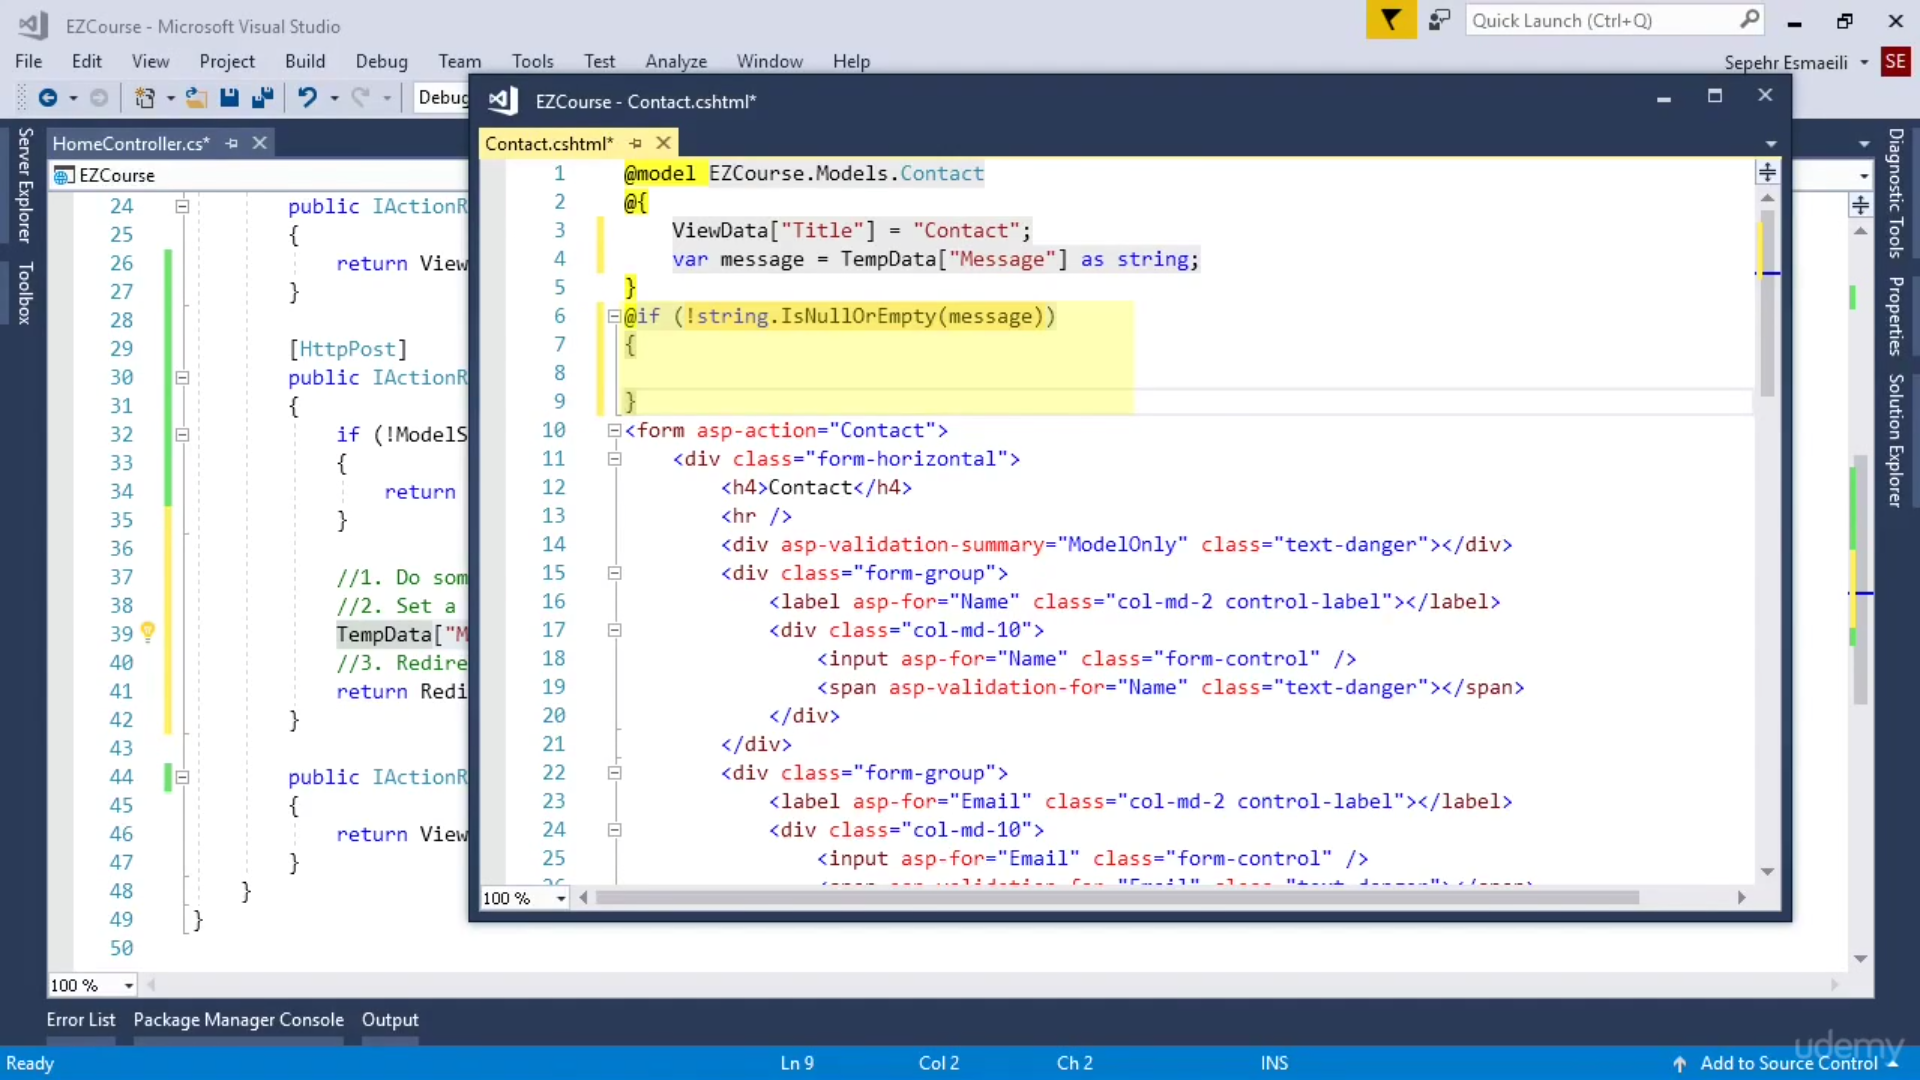 EZCourse - Microsoft Visual Studio
Quick Launch (Ctrl+Q)
File Edit View Project Build Debug Team Tools Test Analyze Window Help
Sepehr Esmaeili SE
Debug
EZCourse - Contact.cshtml*
HomeController.cs*
EZCourse
Contact.cshtml*
Server Explorer
Toolbox
Diagnostic Tools
Properties
Solution Explorer
24 public IActionR
25 {
26 return View
27 }
28
29 [HttpPost]
30 public IActionR
31 {
32 if (!ModelS
33 {
34 return
35 }
36
37 //1. Do som
38 //2. Set a
39 TempData["M
40 //3. Redire
41 return Redi
42 }
43
44 public IActionR
45 {
46 return View
47 }
48 }
49 }
50
100 %
1 @model EZCourse.Models.Contact
2 @{
3 ViewData["Title"] = "Contact";
4 var message = TempData["Message"] as string;
5 }
6 @if (!string.IsNullOrEmpty(message))
7 {
8
9 }
10 <form asp-action="Contact">
11 <div class="form-horizontal">
12 <h4>Contact</h4>
13 <hr />
14 <div asp-validation-summary="ModelOnly" class="text-danger"></div>
15 <div class="form-group">
16 <label asp-for="Name" class="col-md-2 control-label"></label>
17 <div class="col-md-10">
18 <input asp-for="Name" class="form-control" />
19 <span asp-validation-for="Name" class="text-danger"></span>
20 </div>
21 </div>
22 <div class="form-group">
23 <label asp-for="Email" class="col-md-2 control-label"></label>
24 <div class="col-md-10">
25 <input asp-for="Email" class="form-control" />
100 %
Error List Package Manager Console Output
Ready Ln 9 Col 2 Ch 2 INS Add to Source Control
udemy